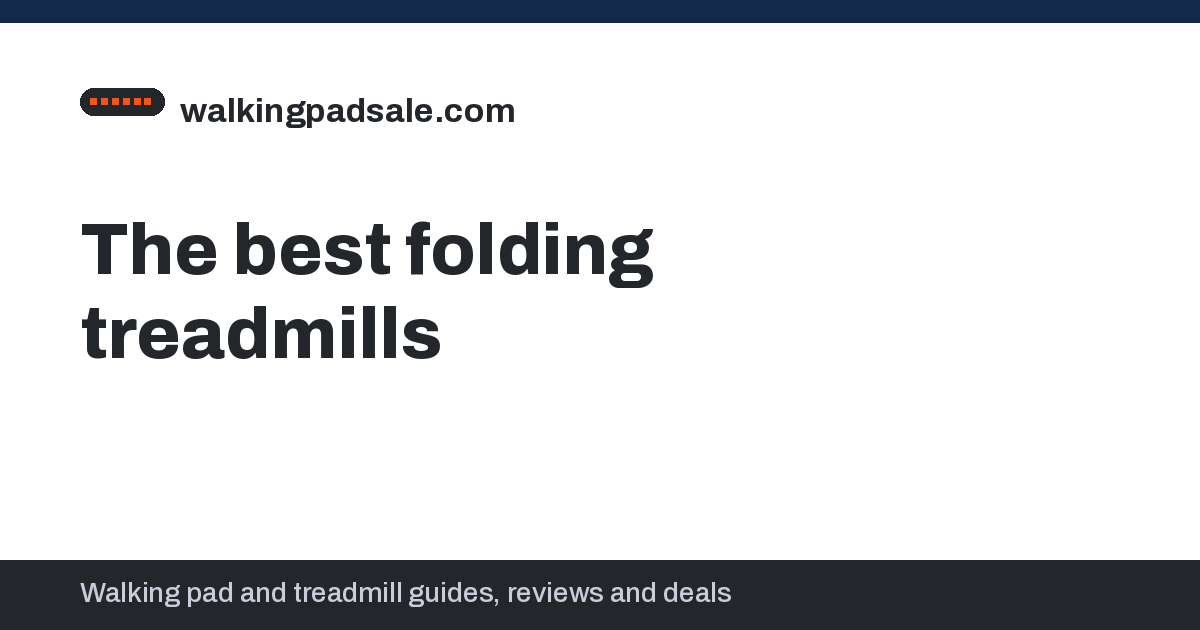 walkingpadsale.com
The best folding
treadmills
Walking pad and treadmill guides, reviews and deals